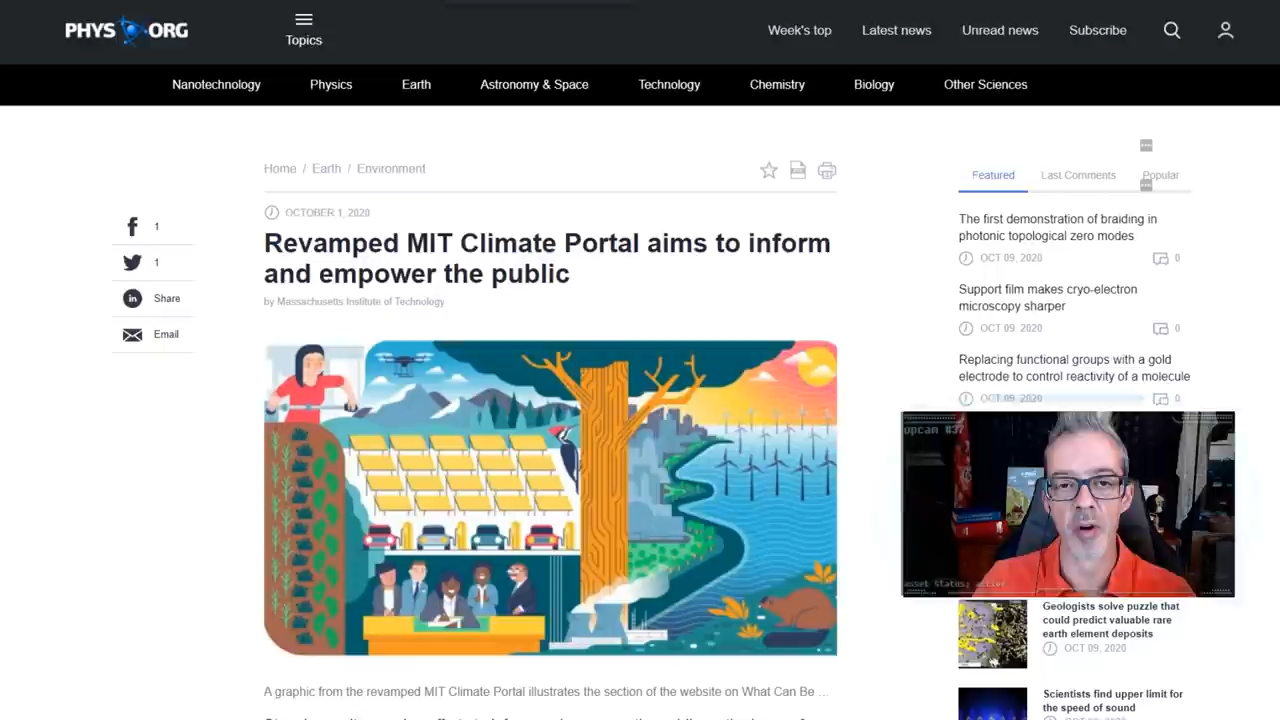 PHYS ORG
Topics
Week's top
Latest news
Unread news
Subscribe
Nanotechnology
Physics
Earth
Astronomy & Space
Technology
Chemistry
Biology
Other Sciences
Home / Earth / Environment
OCTOBER 1, 2020
Revamped MIT Climate Portal aims to inform
and empower the public
by Massachusetts Institute of Technology
1
1
Share
Email
A graphic from the revamped MIT Climate Portal illustrates the section of the website on What Can Be ...
Featured
Last Comments
Popular
The first demonstration of braiding in
photonic topological zero modes
OCT 09, 2020
0
Support film makes cryo-electron
microscopy sharper
OCT 09, 2020
0
Replacing functional groups with a gold
electrode to control reactivity of a molecule
OCT 09, 2020
0
opcam #37
asset status: active
Geologists solve puzzle that
could predict valuable rare
earth element deposits
OCT 09, 2020
Scientists find upper limit for
the speed of sound